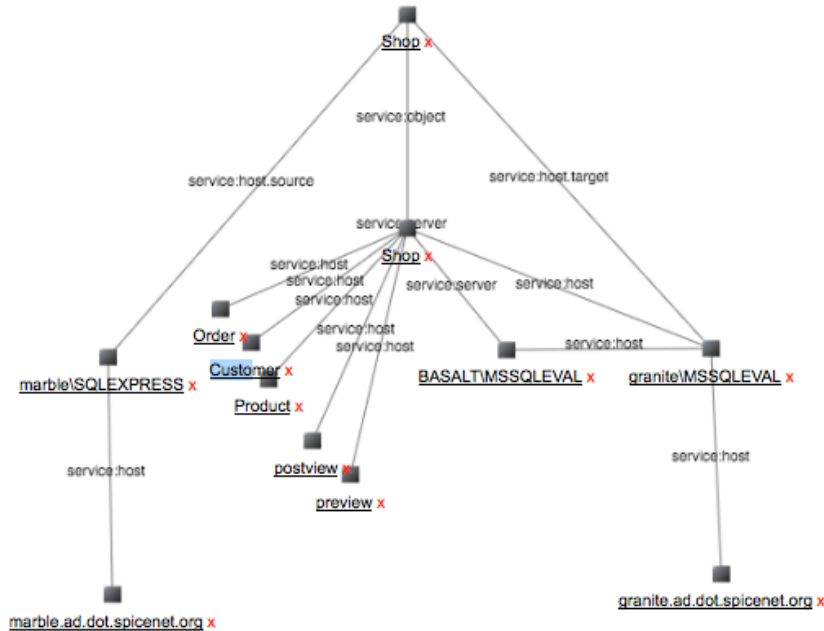 Shop x
service:object
service:host.source
service:host.target
service:server
Shop x
service:host
service:host
service:host
service:server
service:host
service:host
service:host
Order x
service:host
Customer x
marble\SQLEXPRESS x
BASALT\MSSQLEVAL x
granite\MSSQLEVAL x
Product x
service:host
service:host
postview x
preview x
marble.ad.dot.spicenet.org x
granite.ad.dot.spicenet.org x